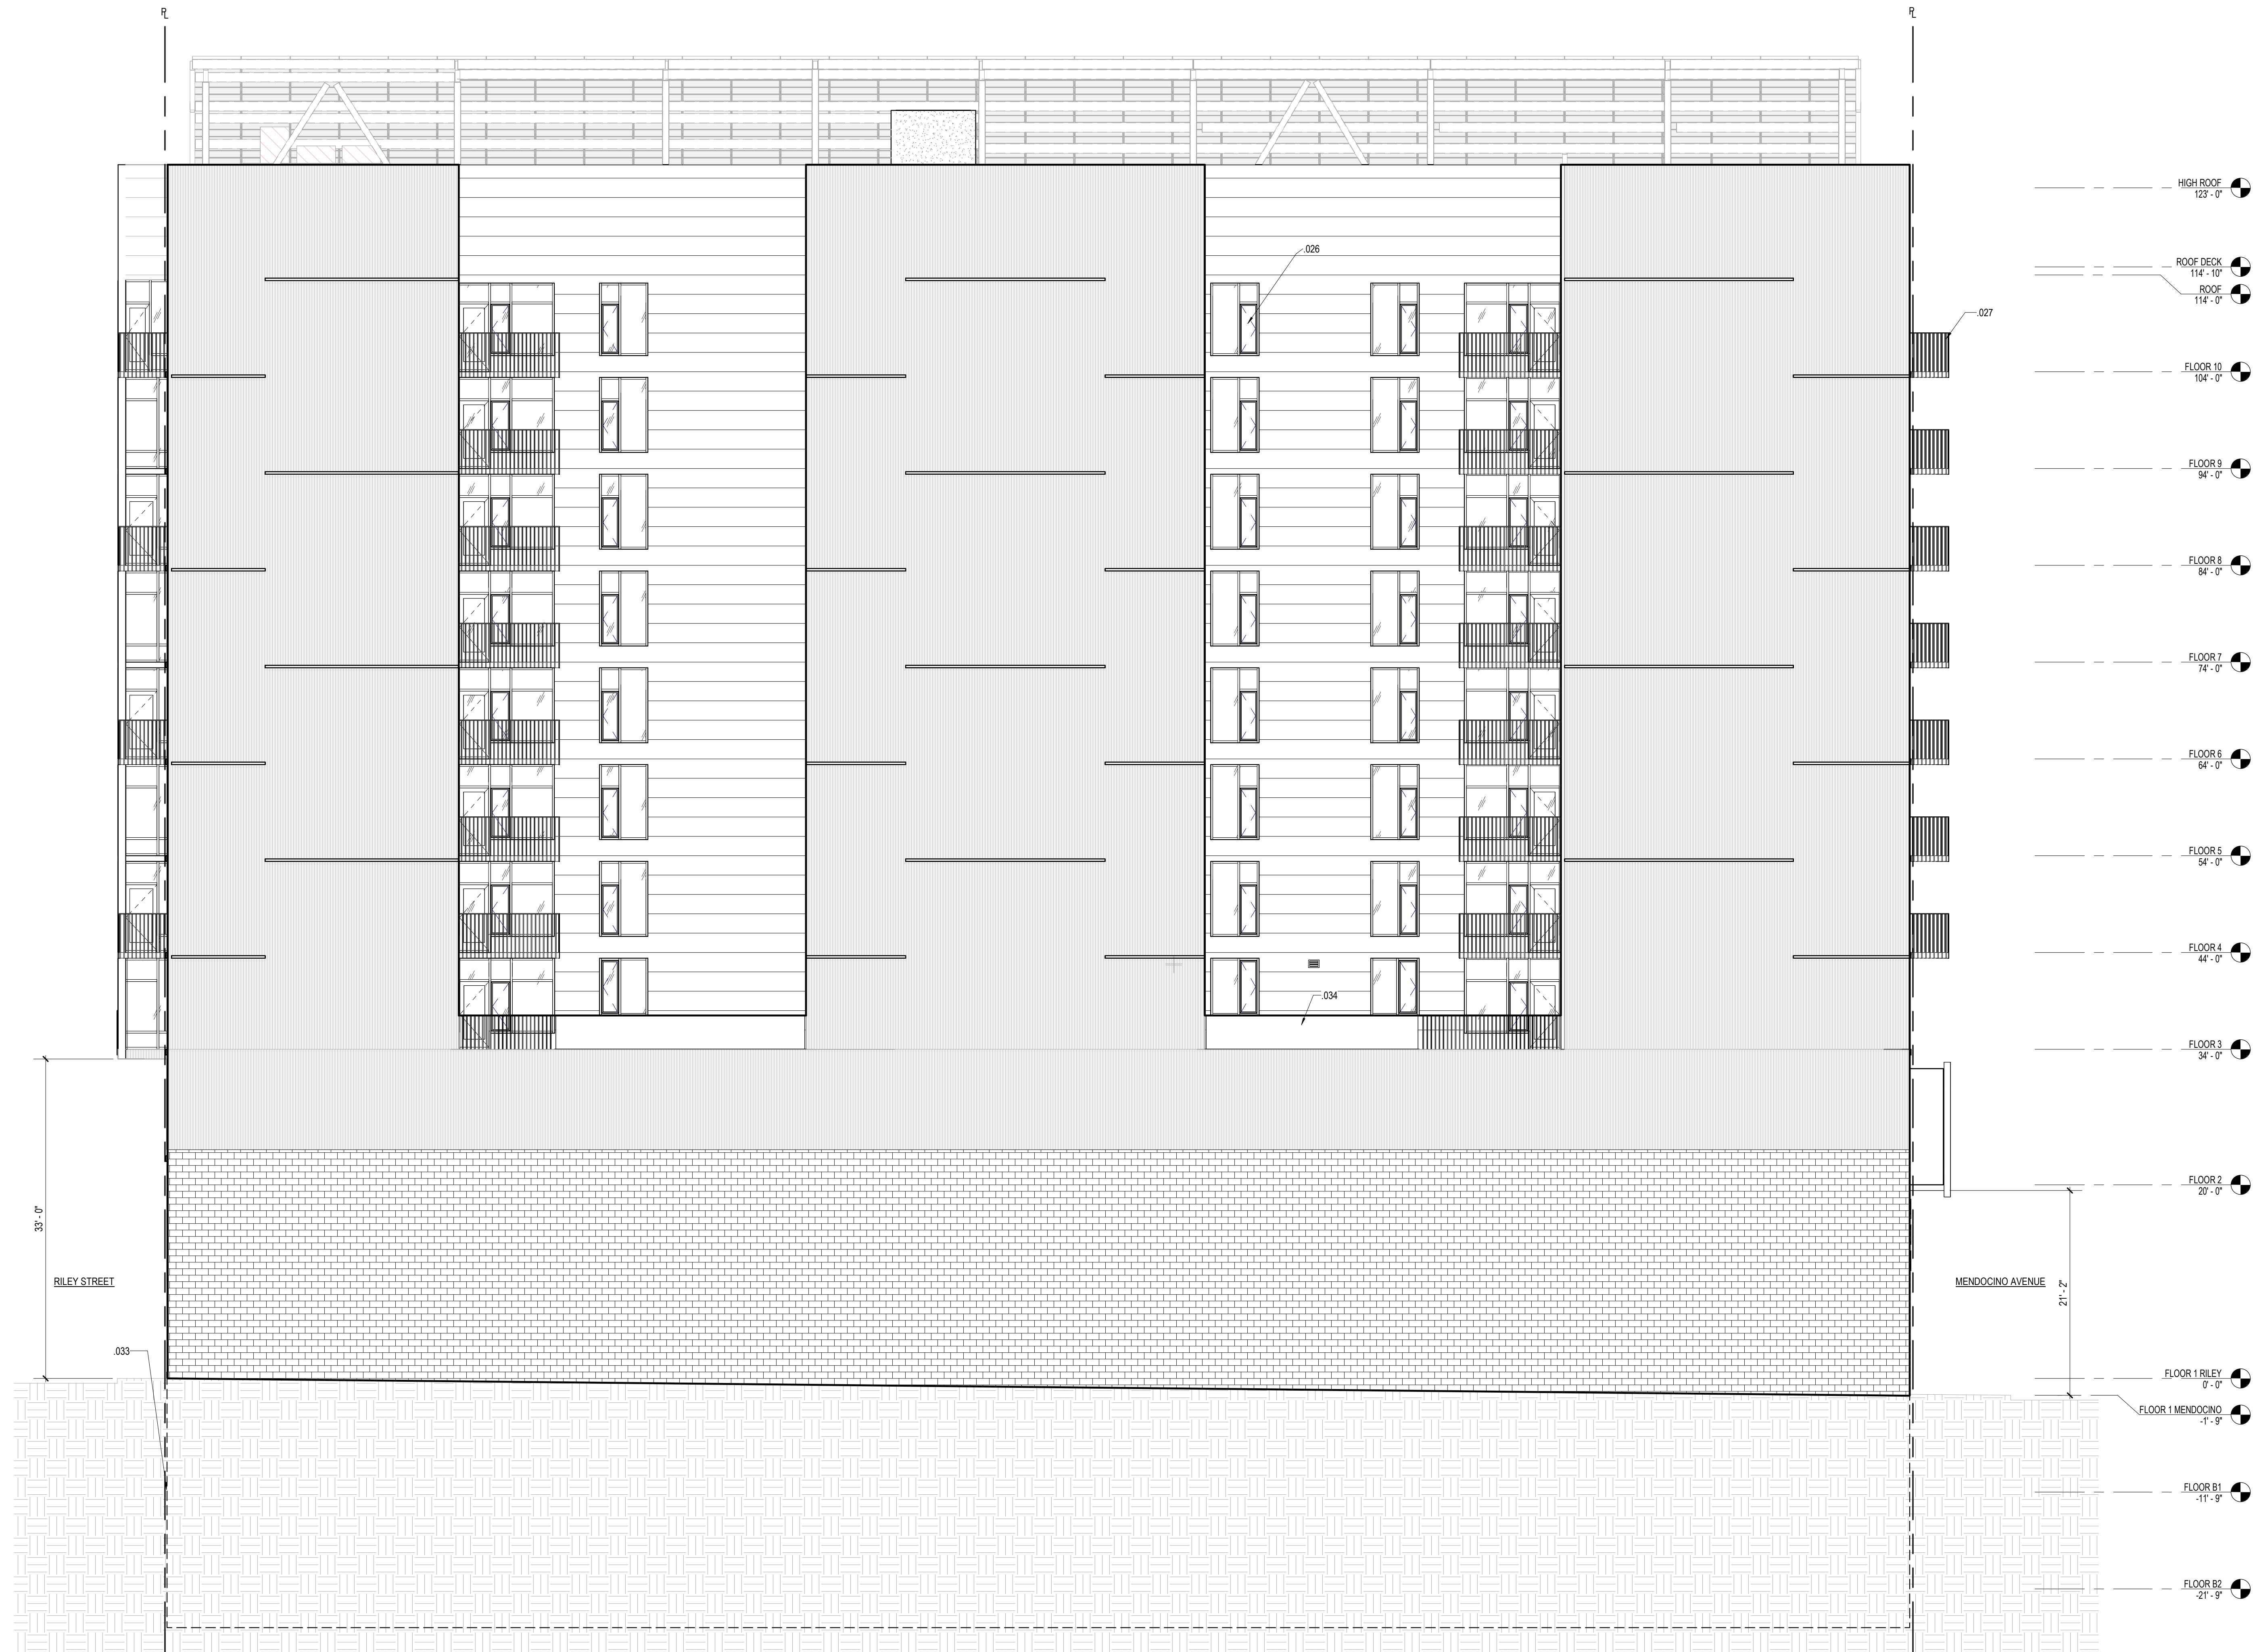 PL
PL
HIGH ROOF
123' - 0"
.026
ROOF DECK
114' - 10"
ROOF
114' - 0"
.027
FLOOR 10
104' - 0"
FLOOR 9
94' - 0"
FLOOR 8
84' - 0"
FLOOR 7
74' - 0"
FLOOR 6
64' - 0"
FLOOR 5
54' - 0"
FLOOR 4
44' - 0"
.034
FLOOR 3
34' - 0"
FLOOR 2
20' - 0"
33' - 0"
RILEY STREET
MENDOCINO AVENUE
21' - 2"
.033
FLOOR 1 RILEY
0' - 0"
FLOOR 1 MENDOCINO
-1' - 9"
FLOOR B1
-11' - 9"
FLOOR B2
-21' - 9"